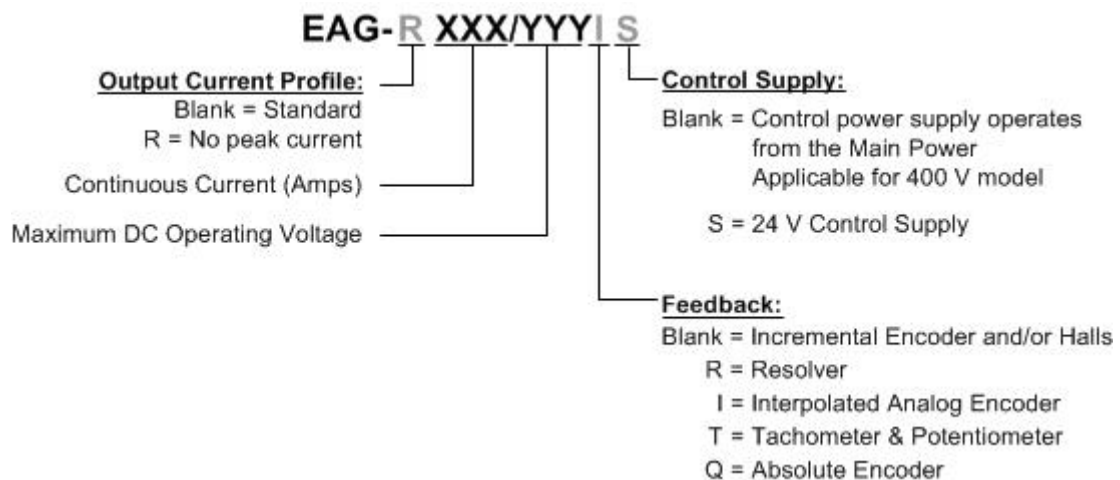 EAG-R XXX/YYYI S
Output Current Profile:
Blank = Standard
R = No peak current
Continuous Current (Amps)
Maximum DC Operating Voltage
Control Supply:
Blank = Control power supply operates
from the Main Power
Applicable for 400 V model
S = 24 V Control Supply
Feedback:
Blank = Incremental Encoder and/or Halls
R = Resolver
I = Interpolated Analog Encoder
T = Tachometer & Potentiometer
Q = Absolute Encoder